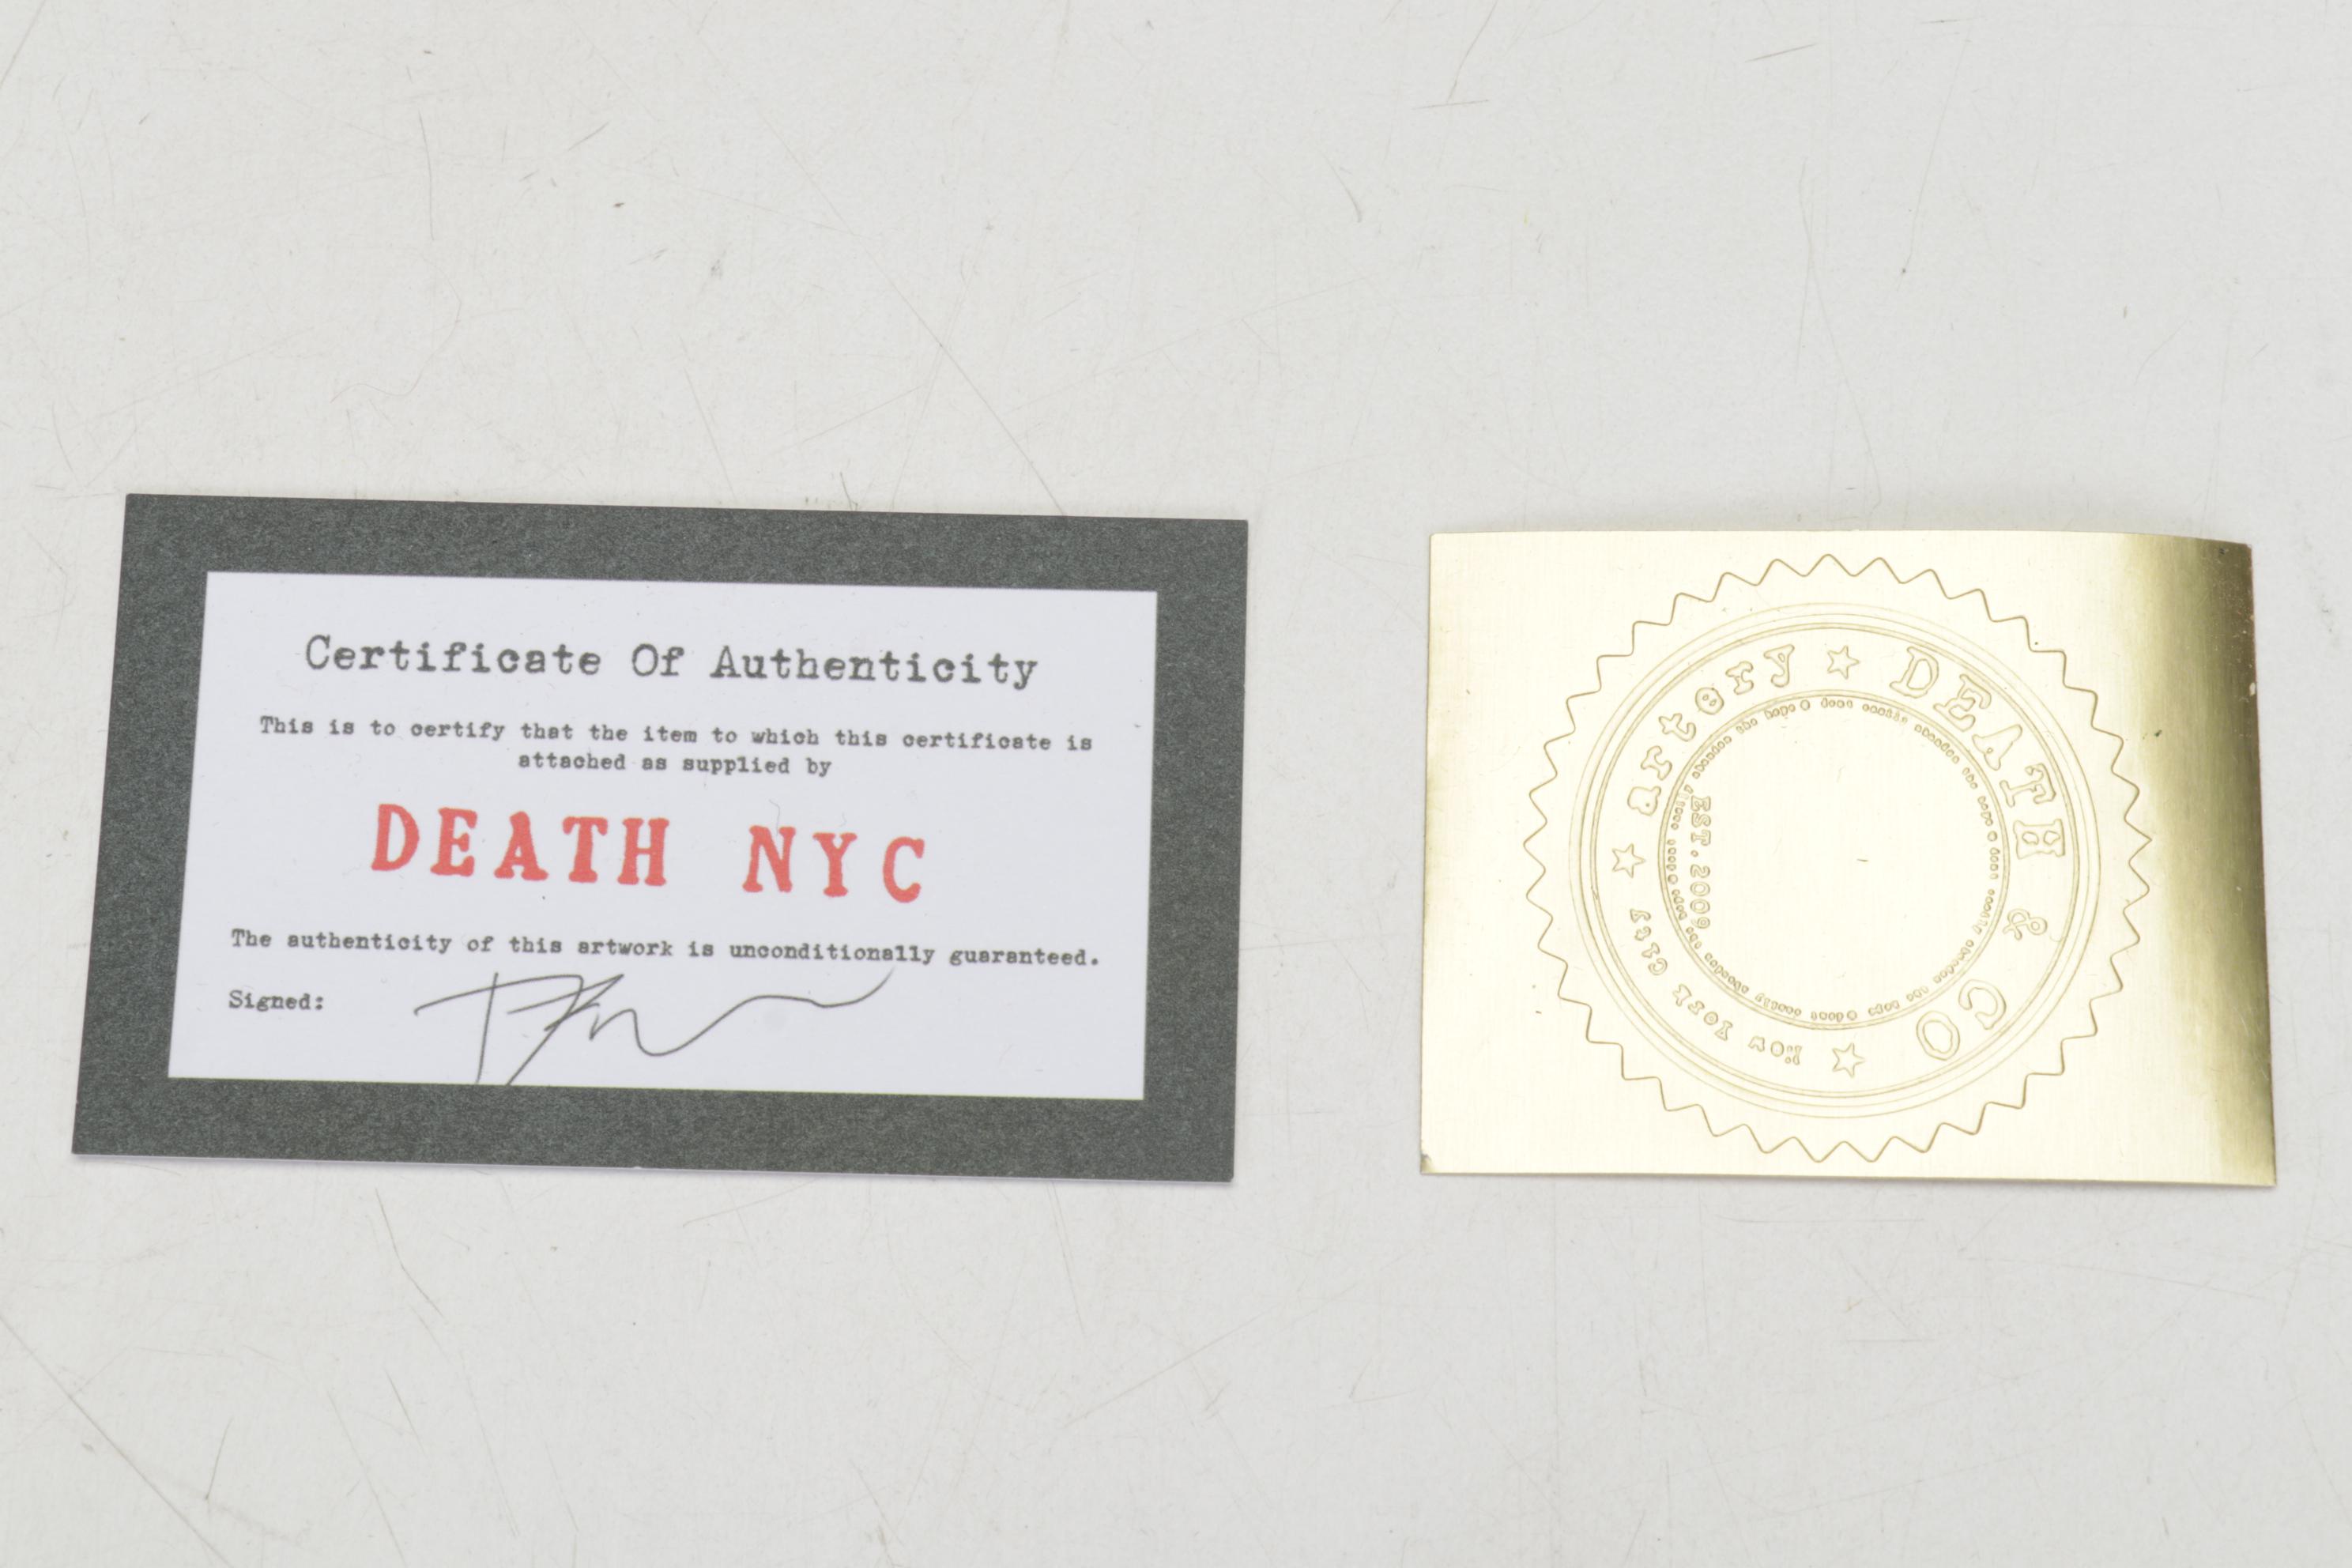 Certificate Of Authenticity
This is to certify that the item to which this certificate is
attached as supplied by
DEATH NYC
The authenticity of this artwork is unconditionally guaranteed.
Signed:
artery ☆ DEATH & CO ☆ New York City ☆
EST.2009